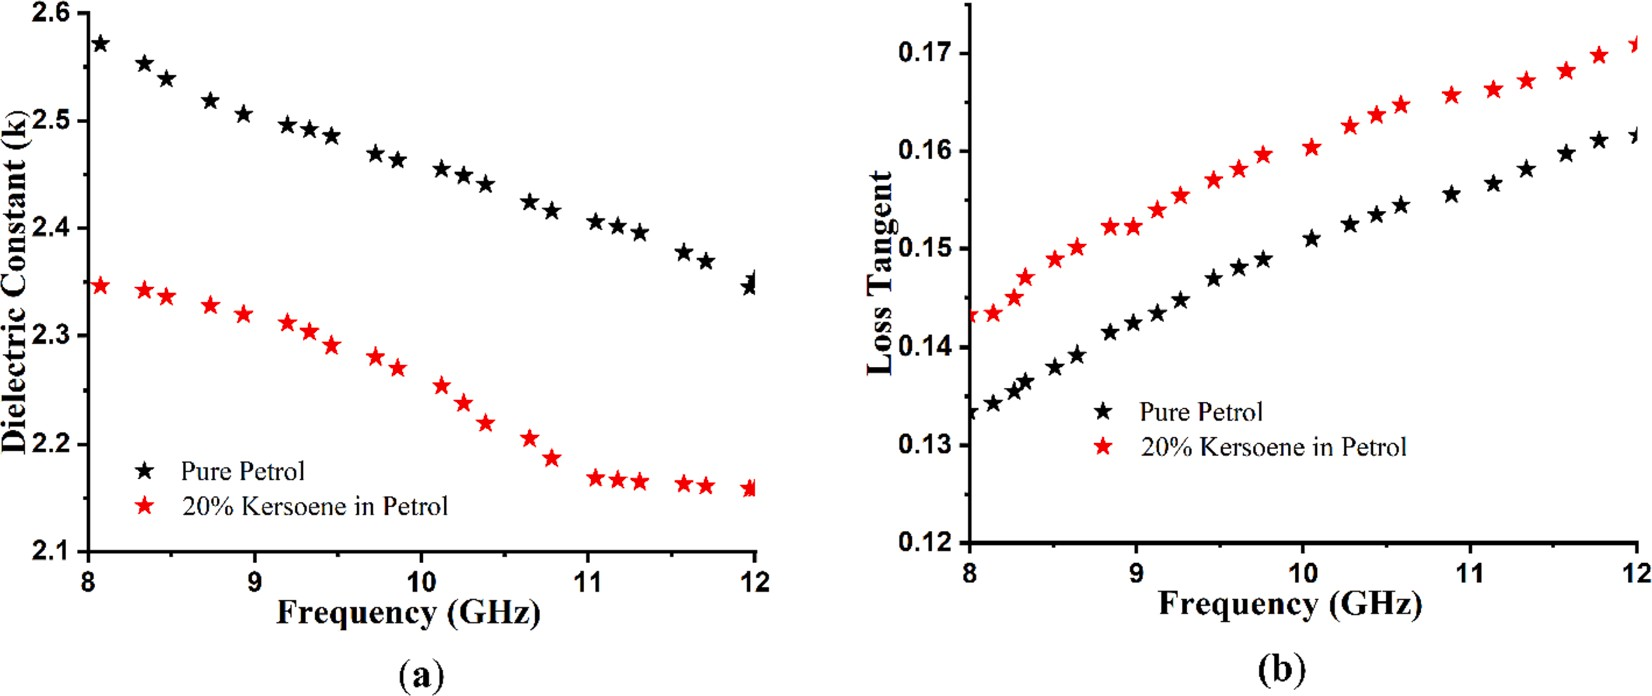 2.6
2.5
2.4
2.3
2.2
2.1
Dielectric Constant (k)
Pure Petrol
20% Kersoene in Petrol
8 9 10 11 12
Frequency (GHz)
(a)
0.17
0.16
0.15
0.14
0.13
0.12
Loss Tangent
Pure Petrol
20% Kersoene in Petrol
8 9 10 11 12
Frequency (GHz)
(b)